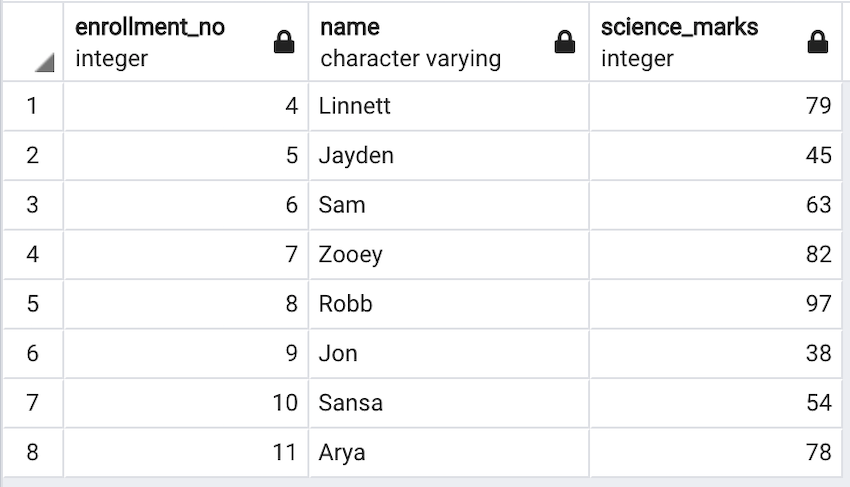 enrollment_no name science_marks
integer character varying integer
1 4 Linnett 79
2 5 Jayden 45
3 6 Sam 63
4 7 Zooey 82
5 8 Robb 97
6 9 Jon 38
7 10 Sansa 54
8 11 Arya 78